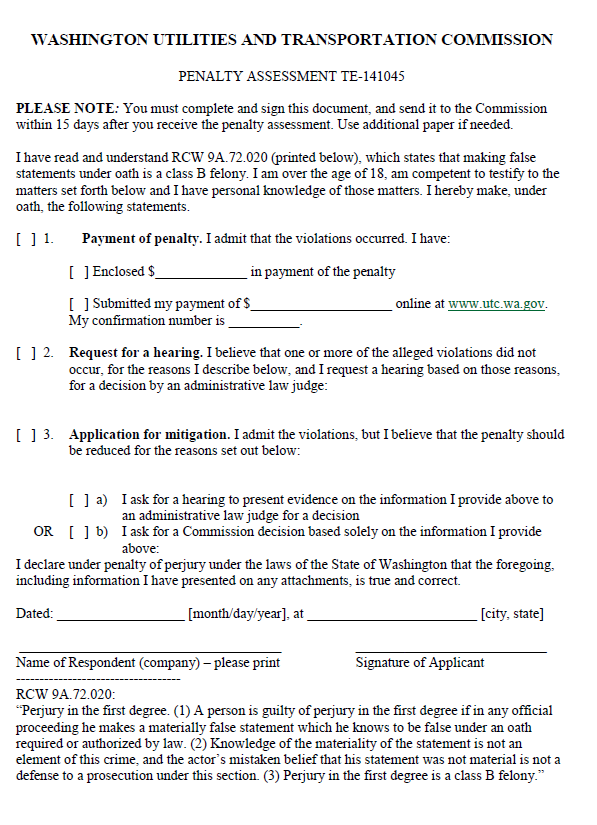 WASHINGTON UTILITIES AND TRANSPORTATION COMMISSION
PENALTY ASSESSMENT TE-141045
PLEASE NOTE: You must complete and sign this document, and send it to the Commission
within 15 days after you receive the penalty assessment. Use additional paper if needed.
I have read and understand RCW 9A.72.020 (printed below), which states that making false
statements under oath is a class B felony. I am over the age of 18, am competent to testify to the
matters set forth below and I have personal knowledge of those matters. I hereby make, under
oath, the following statements.
[ ] 1. Payment of penalty. I admit that the violations occurred. I have:
[ ] Enclosed $______________ in payment of the penalty
[ ] Submitted my payment of $______________________ online at www.utc.wa.gov.
My confirmation number is ___________.
[ ] 2. Request for a hearing. I believe that one or more of the alleged violations did not
occur, for the reasons I describe below, and I request a hearing based on those reasons,
for a decision by an administrative law judge:
[ ] 3. Application for mitigation. I admit the violations, but I believe that the penalty should
be reduced for the reasons set out below:
[ ] a) I ask for a hearing to present evidence on the information I provide above to
an administrative law judge for a decision
OR [ ] b) I ask for a Commission decision based solely on the information I provide
above:
I declare under penalty of perjury under the laws of the State of Washington that the foregoing,
including information I have presented on any attachments, is true and correct.
Dated: ____________________ [month/day/year], at __________________________ [city, state]
_________________________________________ ______________________________
Name of Respondent (company) – please print Signature of Applicant
-----------------------------------
RCW 9A.72.020:
“Perjury in the first degree. (1) A person is guilty of perjury in the first degree if in any official
proceeding he makes a materially false statement which he knows to be false under an oath
required or authorized by law. (2) Knowledge of the materiality of the statement is not an
element of this crime, and the actor’s mistaken belief that his statement was not material is not a
defense to a prosecution under this section. (3) Perjury in the first degree is a class B felony.”